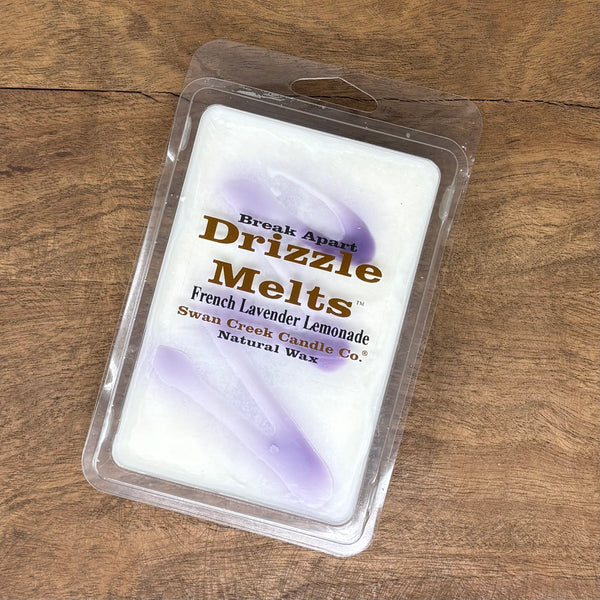 Break Apart
Drizzle
Melts™
French Lavender Lemonade
Swan Creek Candle Co.®
Natural Wax